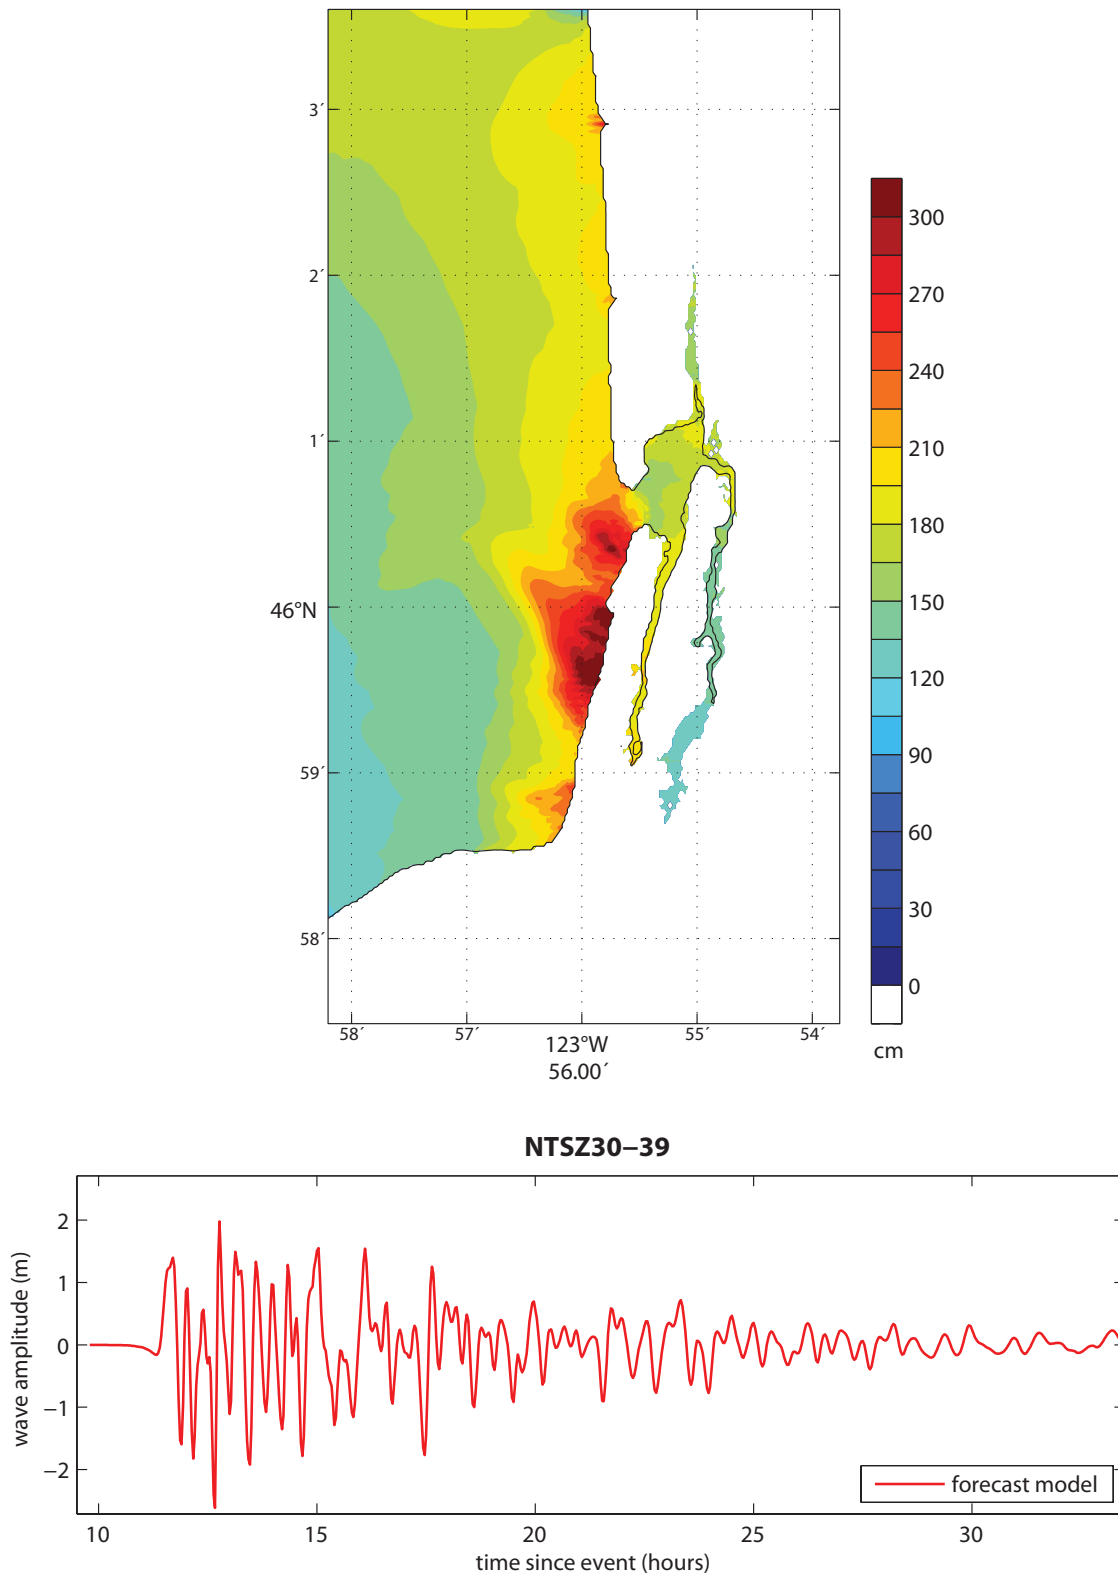 3´
2´
1´
46°N
59´
58´
58´ 57´ 123°W 55´ 54´
56.00´
300
270
240
210
180
150
120
90
60
30
0
cm
NTSZ30–39
wave amplitude (m)
2
1
0
−1
−2
forecast model
10 15 20 25 30
time since event (hours)